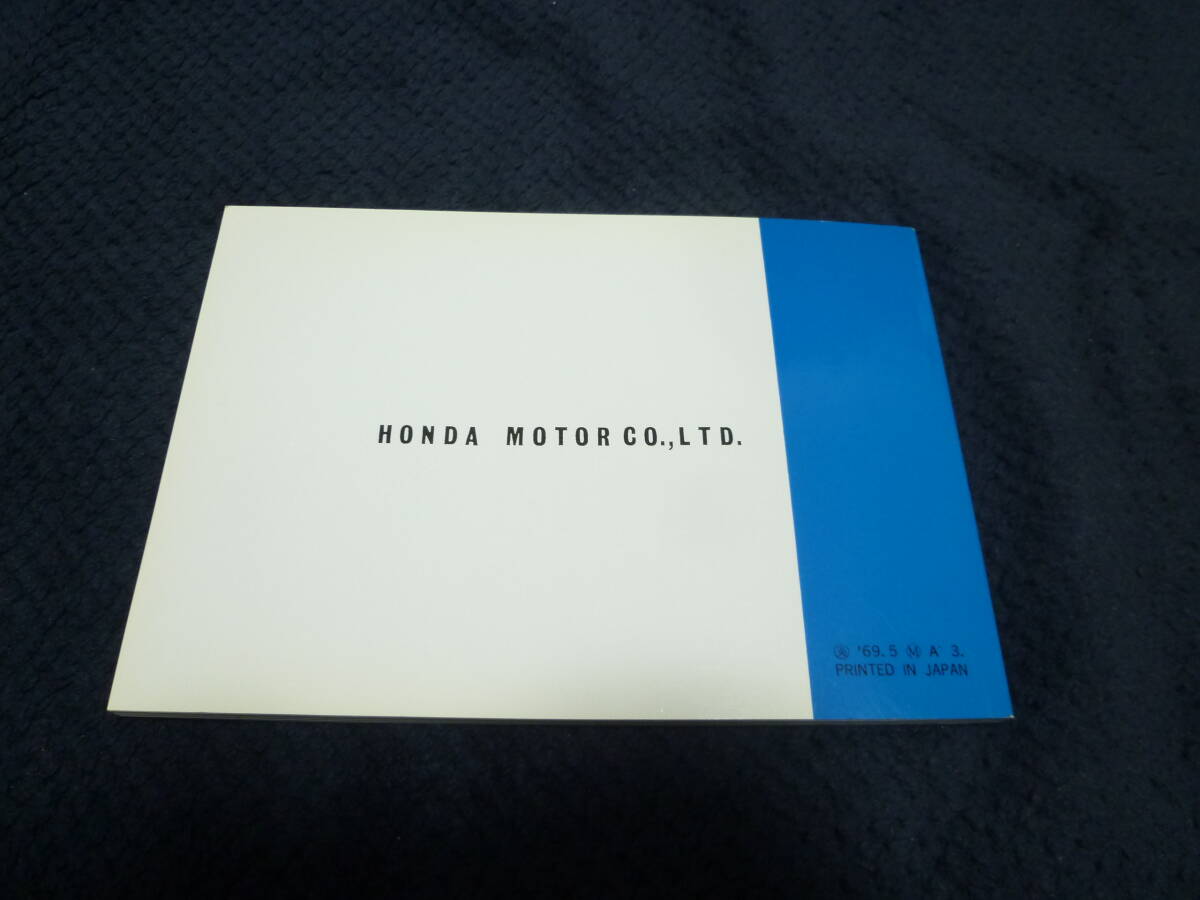 HONDA MOTOR CO.,LTD.
'69.5 Ⓜ A 3.
PRINTED IN JAPAN